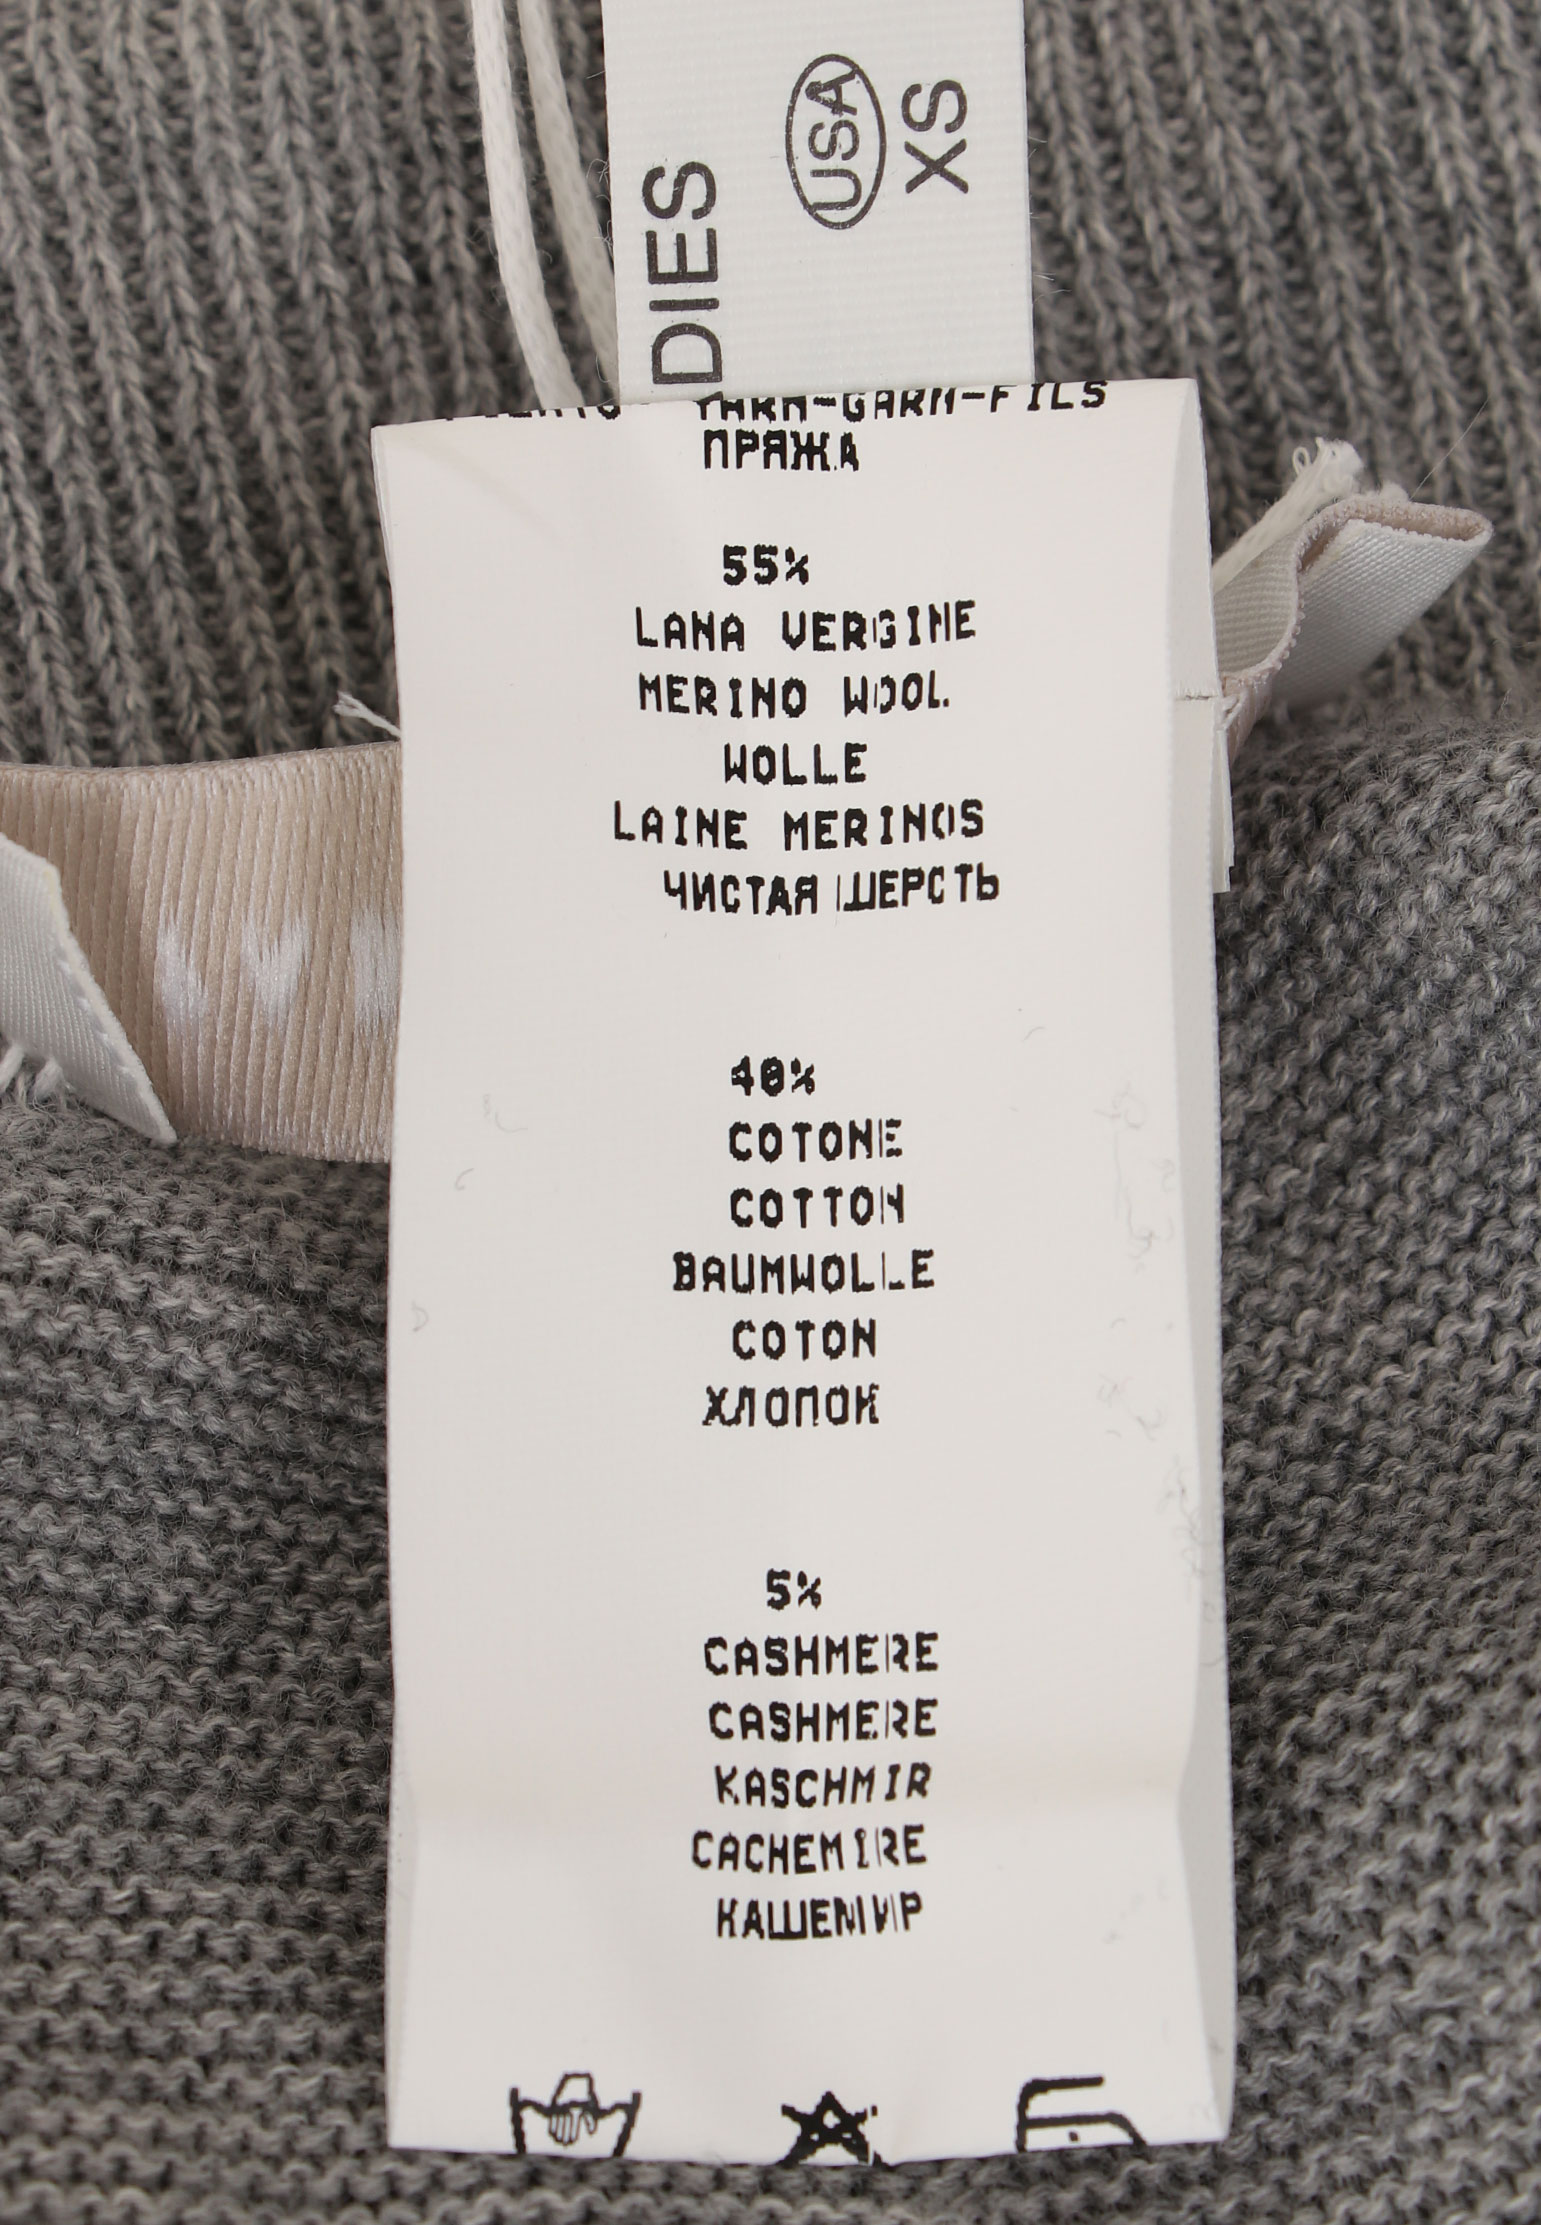 USA
XS
YARN-GARN-FILS
ПРЯЖА
55%
LANA VERGINE
MERINO WOOL
WOLLE
LAINE MERINOS
ЧИСТАЯ ШЕРСТЬ
40%
COTONE
COTTON
BAUMWOLLE
COTON
ХЛОПОК
5%
CASHMERE
CASHMERE
KASCHMIR
CACHEMIRE
КАШЕМИР